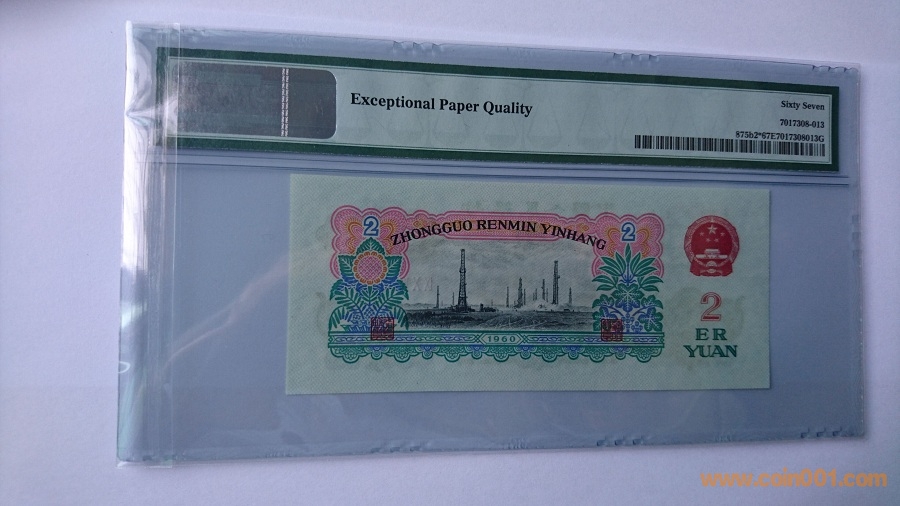 Exceptional Paper Quality
Sixty Seven
7017308-013
875b2*67E7017308013G
2
ZHONGGUO RENMIN YINHANG
2
2
ER
YUAN
1960
www.csin001.com